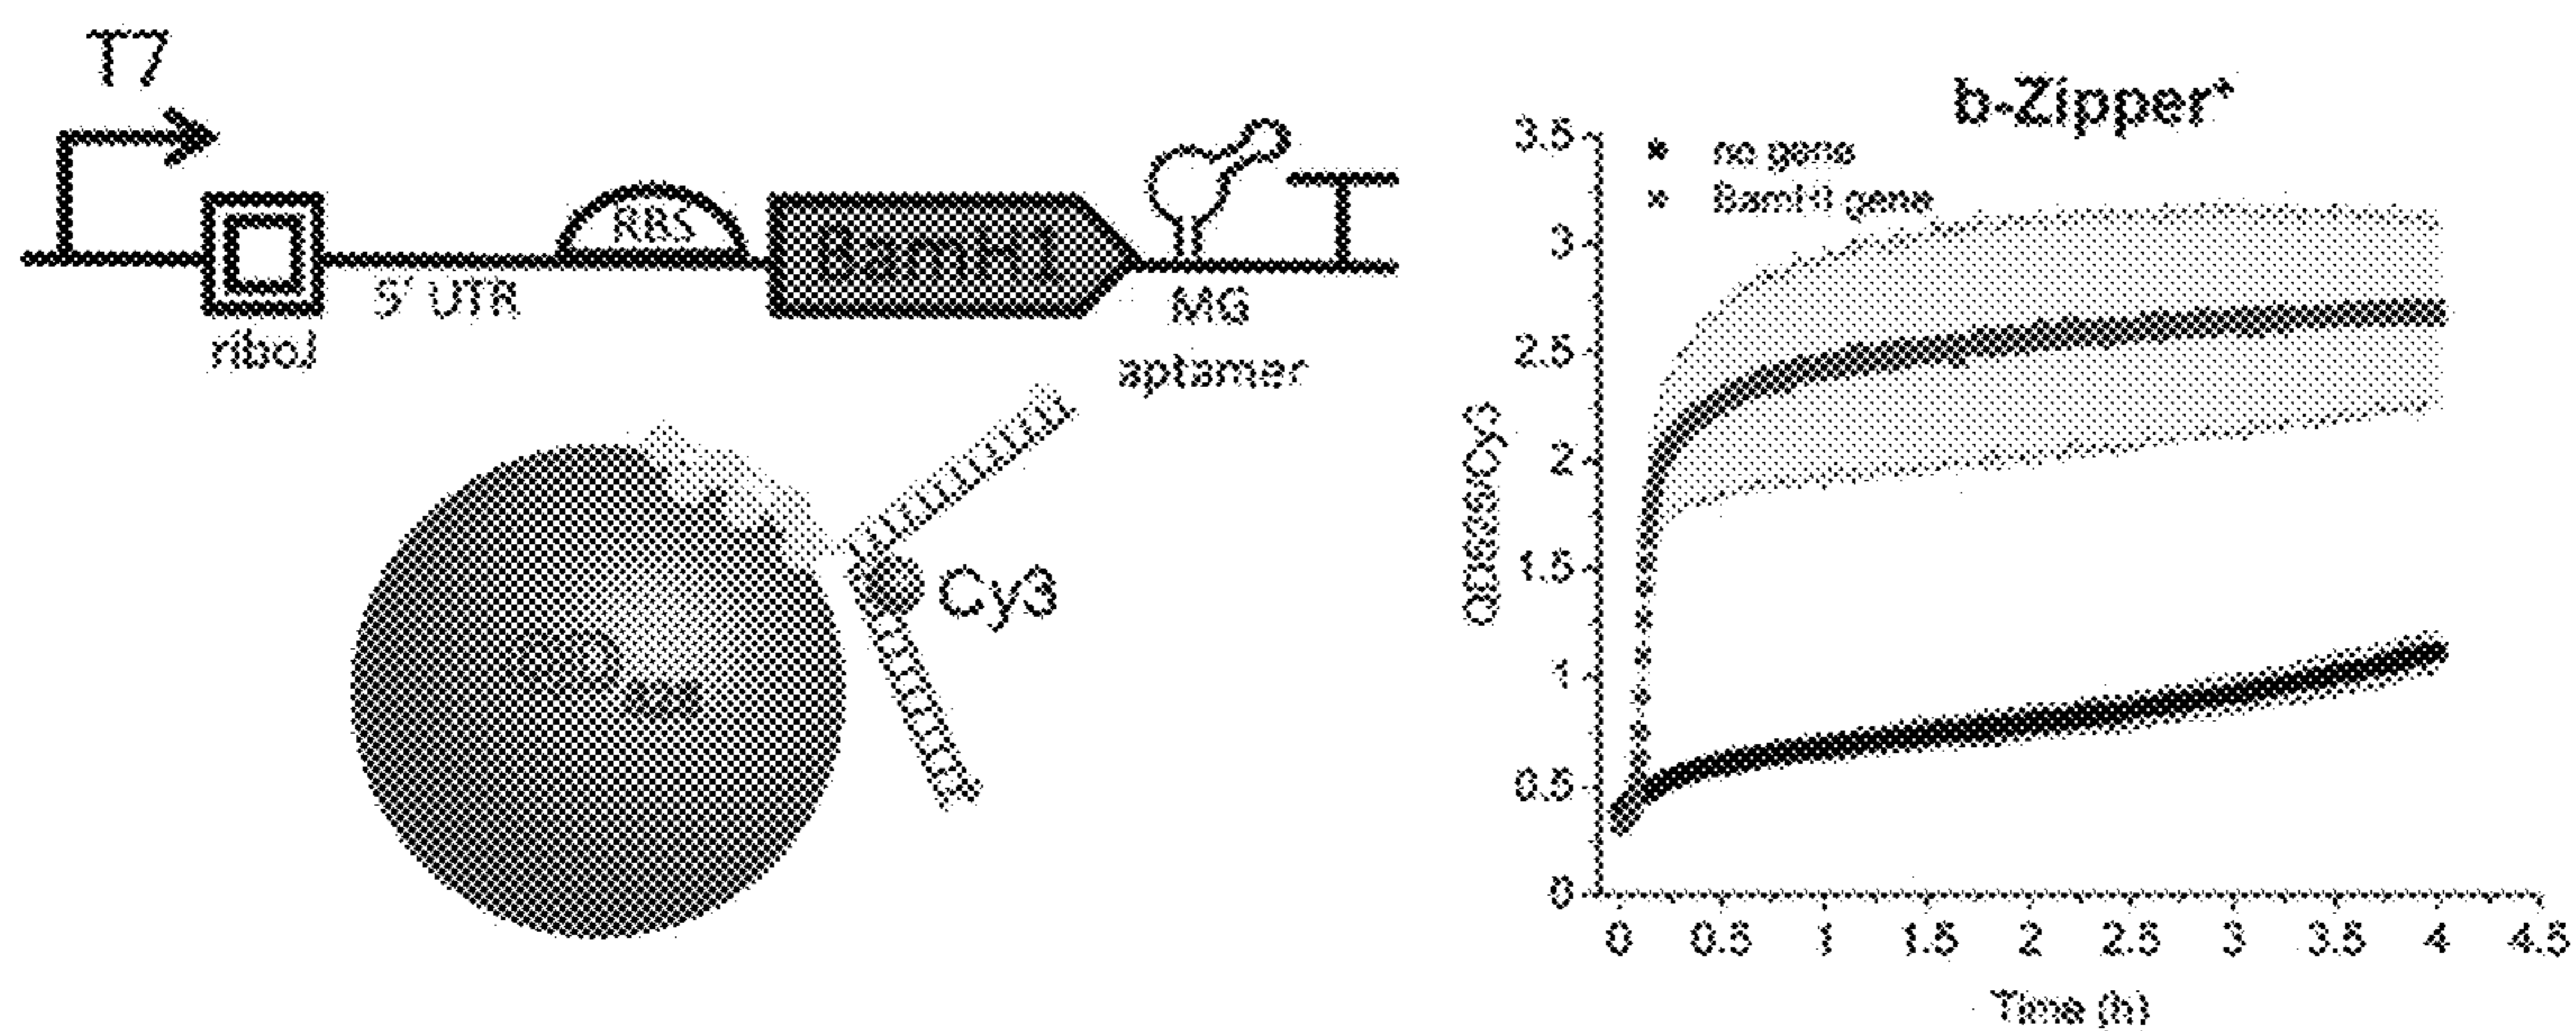 T7
RBS
BamHI
5' UTR
MG
riboJ
aptamer
Cy3
b-Zipper+
no gene
BamHI gene
3.5
3
2.5
2
1.5
1
0.5
0
0 0.5 1 1.5 2 2.5 3 3.5 4 4.5
Time (h)